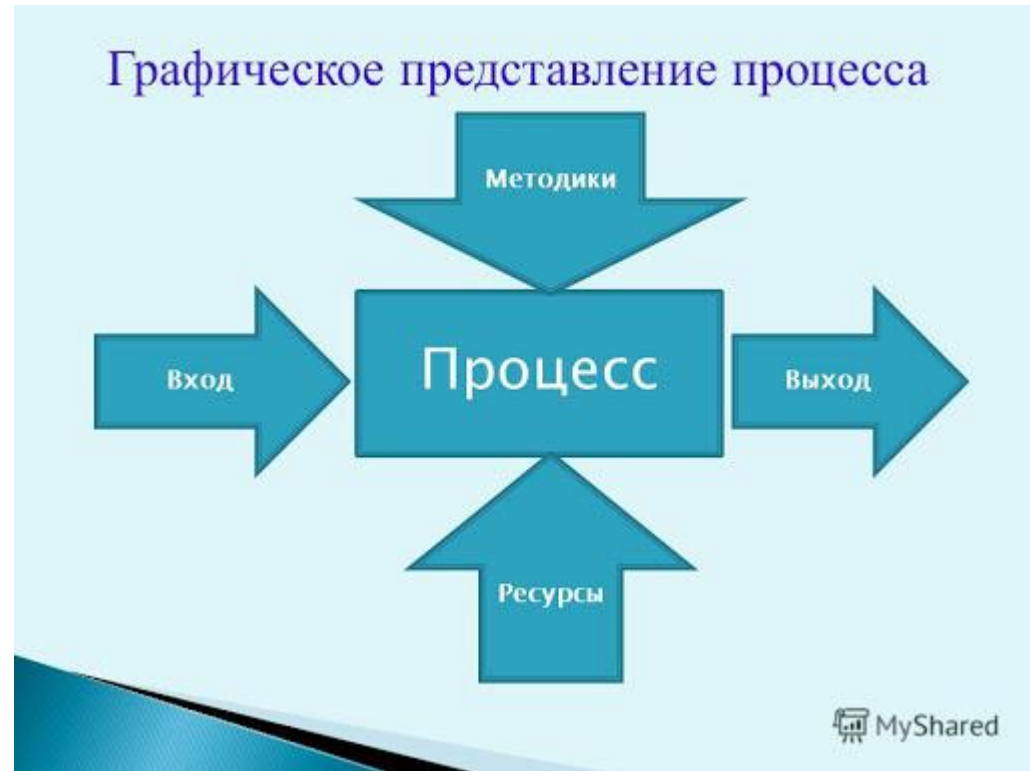 Графическое представление процесса
Методики
Вход
Процесс
Выход
Ресурсы
MyShared